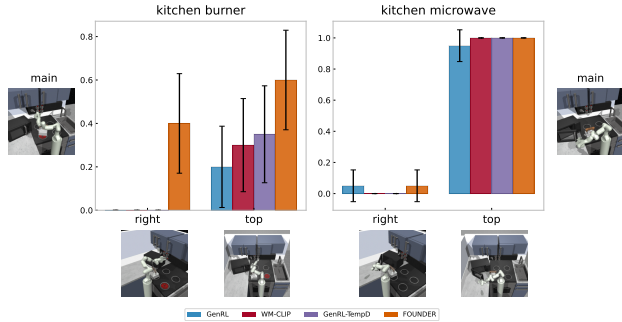 kitchen burner
kitchen microwave
main
main
0.8
0.6
0.4
0.2
0.0
right
top
1.0
0.8
0.6
0.4
0.2
0.0
right
top
GenRL
WM-CLIP
GenRL-TempD
FOUNDER